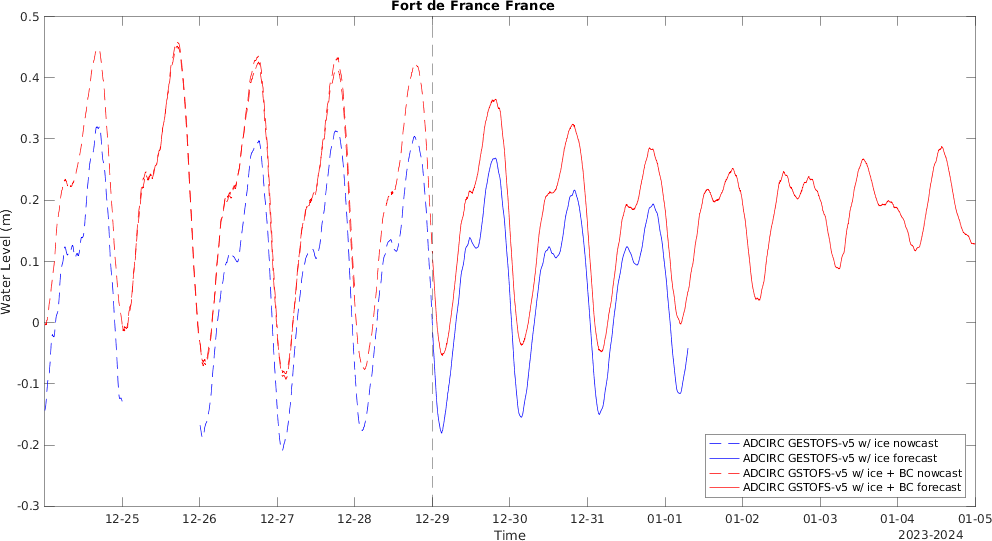 Fort de France France
0.5
0.4
0.3
0.2
0.1
0
-0.1
-0.2
-0.3
Water Level (m)
ADCIRC GESTOFS-v5 w/ ice nowcast
ADCIRC GESTOFS-v5 w/ ice forecast
ADCIRC GSTOFS-v5 w/ ice + BC nowcast
ADCIRC GSTOFS-v5 w/ ice + BC forecast
12-25 12-26 12-27 12-28 12-29 12-30 12-31 01-01 01-02 01-03 01-04 01-05
Time
2023-2024